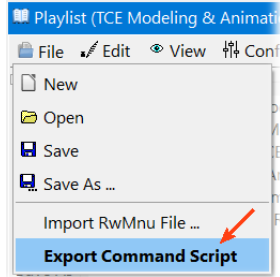 Playlist (TCE Modeling & Animati
File Edit View Conf
New
Open
Save
Save As ...
Import RwMnu File ...
Export Command Script